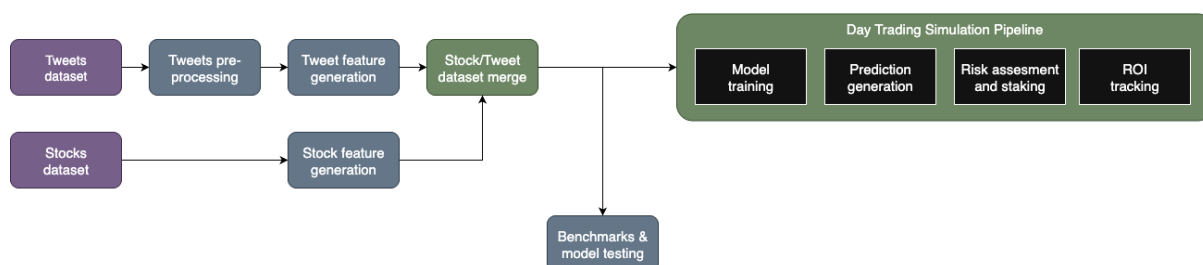 Day Trading Simulation Pipeline
Tweets
dataset
Tweets pre-
processing
Tweet feature
generation
Stock/Tweet
dataset merge
Model
training
Prediction
generation
Risk assesment
and staking
ROI
tracking
Stocks
dataset
Stock feature
generation
Benchmarks &
model testing